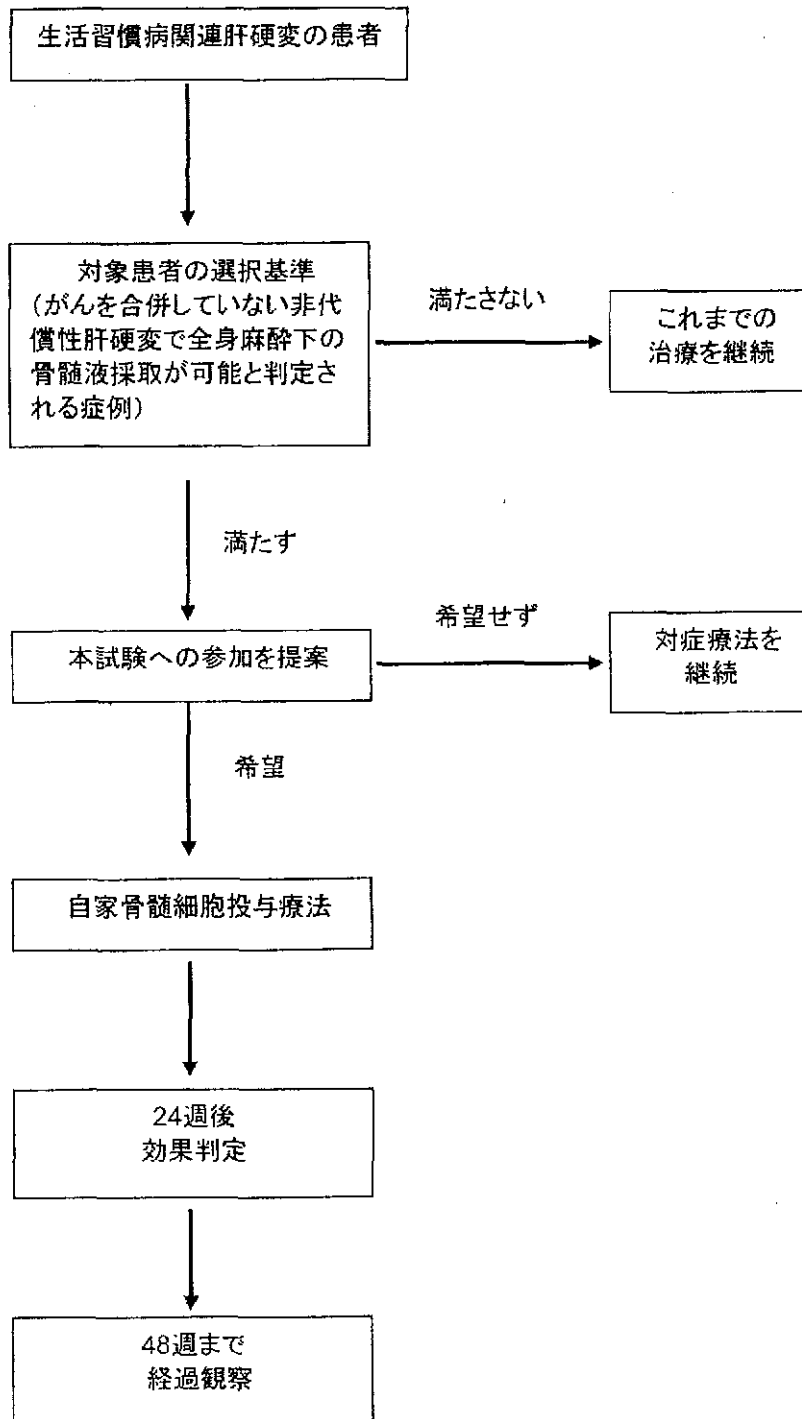 生活習慣病関連肝硬変の患者
対象患者の選択基準
(がんを合併していない非代
償性肝硬変で全身麻酔下の
骨髄液採取が可能と判定さ
れる症例)
満たさない
これまでの
治療を継続
満たす
本試験への参加を提案
希望せず
対症療法を
継続
希望
自家骨髄細胞投与療法
24週後
効果判定
48週まで
経過観察